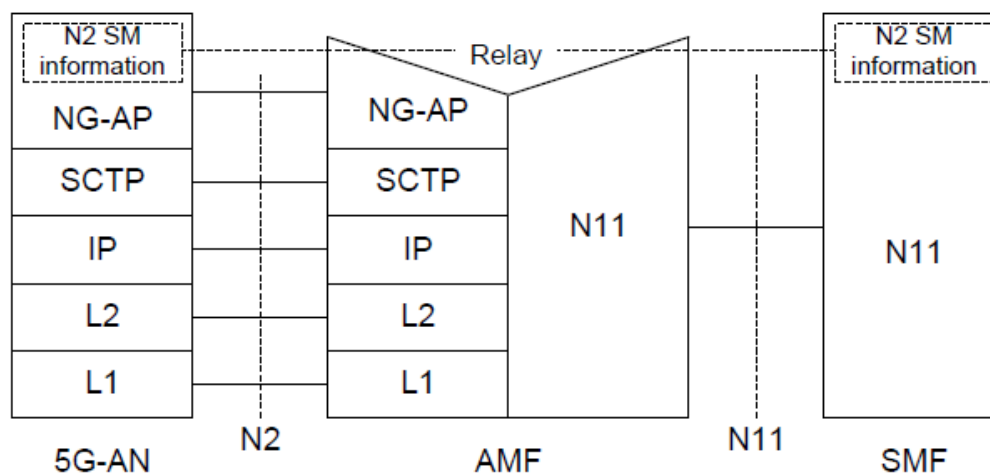 N2 SM
information
NG-AP
SCTP
IP
L2
L1
5G-AN
N2
Relay
NG-AP
SCTP
IP
L2
L1
N11
AMF
N11
N2 SM
information
N11
SMF